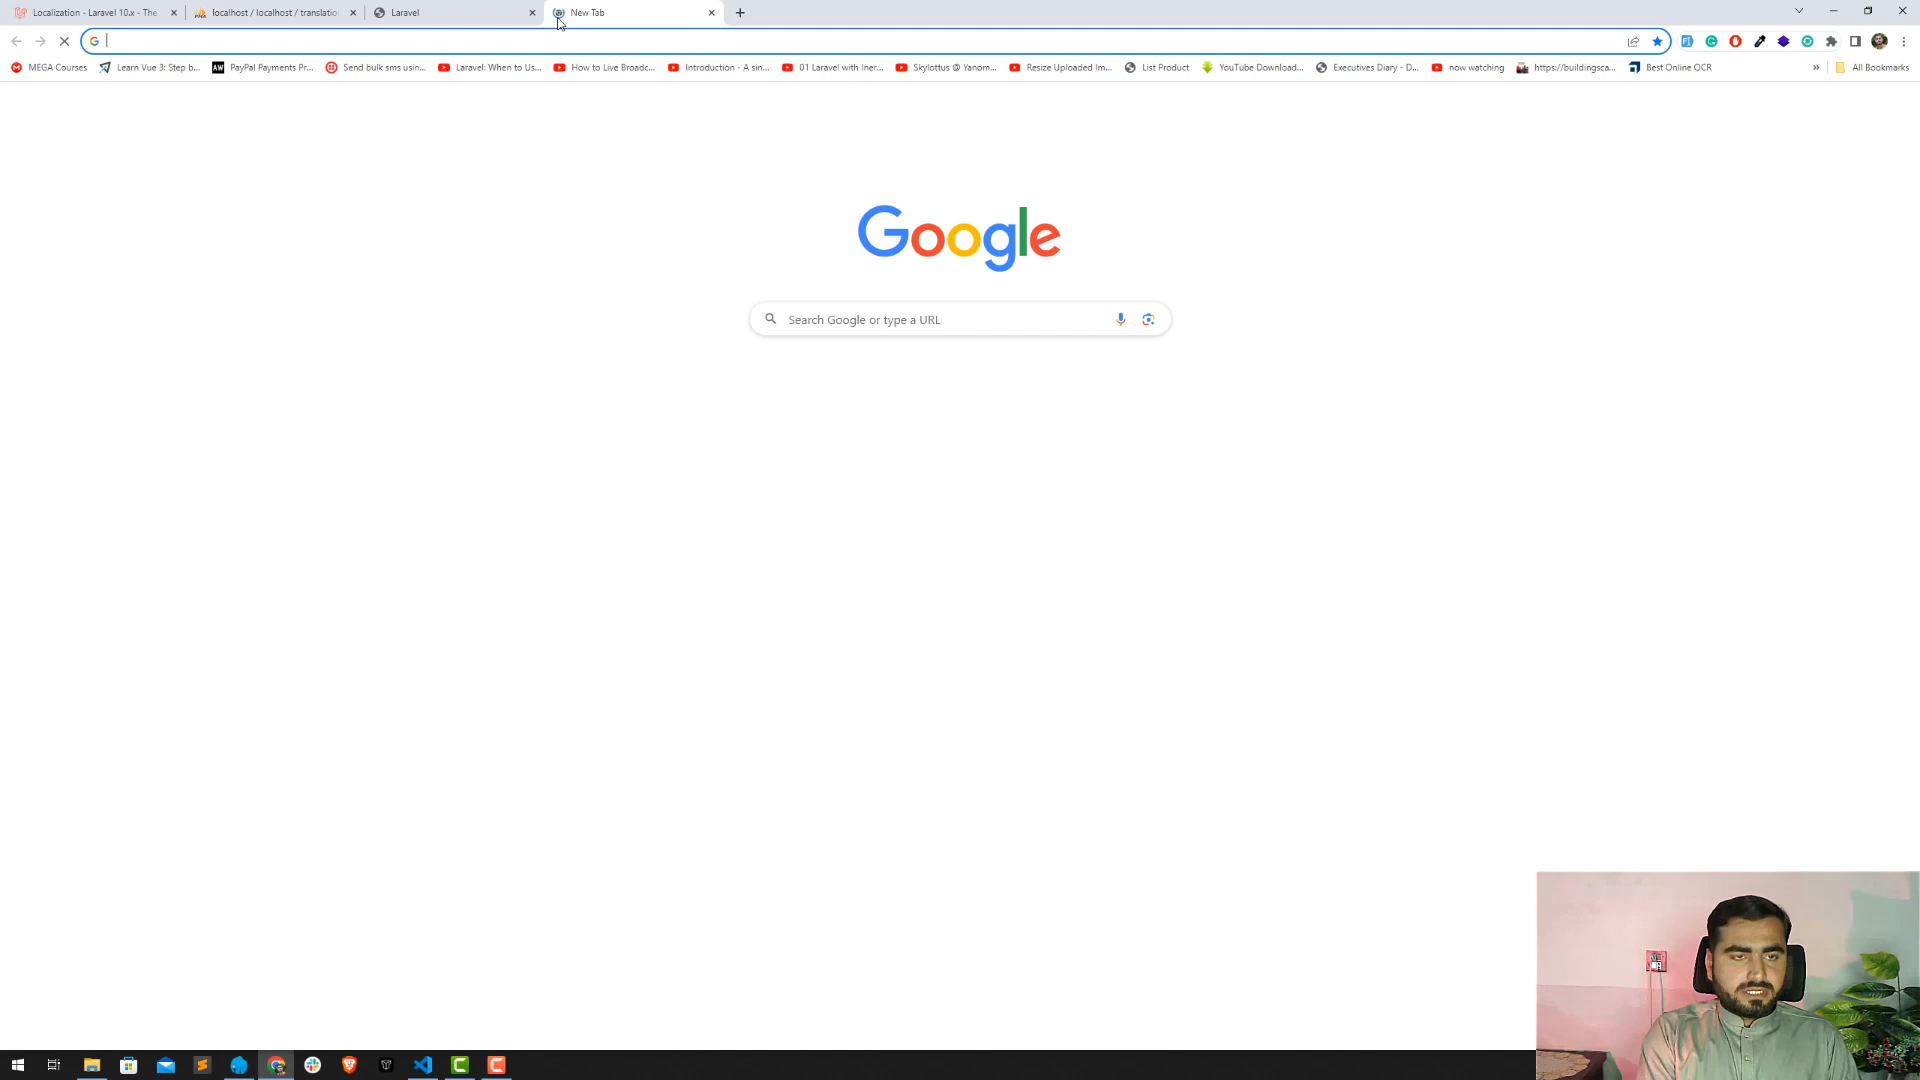 Localization - Laravel 10.x - The
localhost / localhost / translatio
Laravel
New Tab
MEGA Courses
Learn Vue 3: Step b...
AW
PayPal Payments Pr...
Send bulk sms usin...
Laravel: When to Us...
How to Live Broadc...
Introduction - A sin...
01 Laravel with Iner...
Skylottus @ Yanom...
Resize Uploaded Im...
List Product
YouTube Download...
Executives Diary - D...
now watching
https://buildingsca...
Best Online OCR
All Bookmarks
Google
Search Google or type a URL